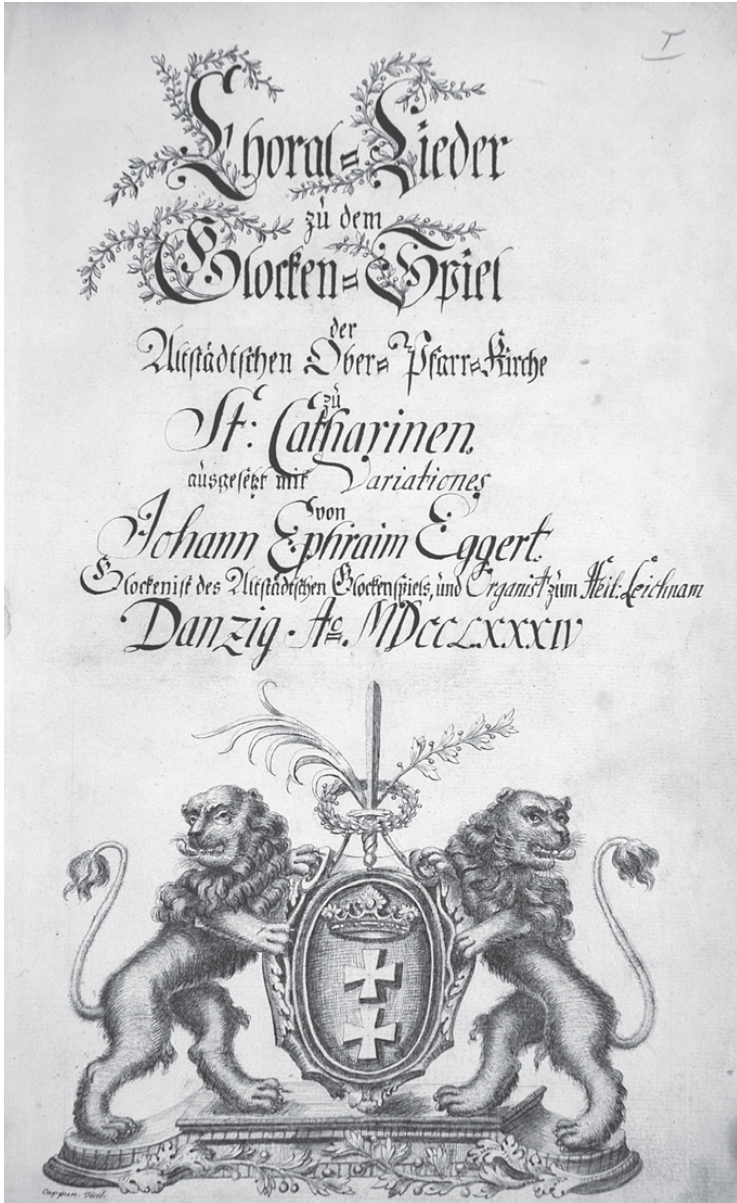 I
Choral=Lieder
zu dem
Glocken=Spiel
der
Altstädtschen Ober=Pfarr=Kirche
zu
St: Catharinen,
ausgesetzt mit Variationes
von
Johann Ephraim Eggert.
Glockenist des Altstädtschen Glockenspiels, und Organist zum Heil: Leichnam
Danzig. Ao. MDCCLXXXIV